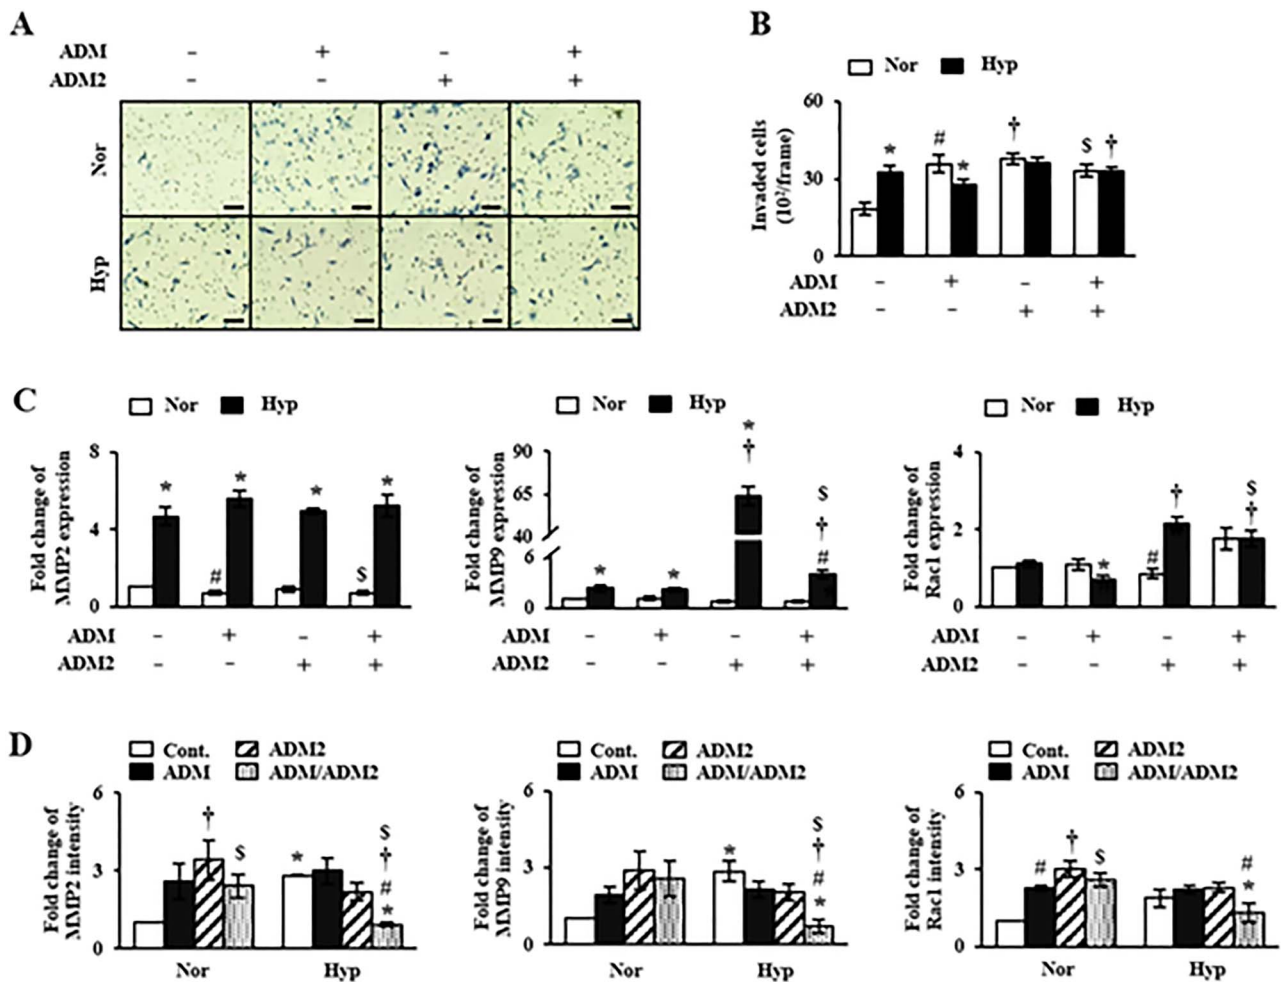 A
ADM - + - +
ADM2 - - + +
Nor
Hyp
B
Nor Hyp
Invaded cells
(10²/frame)
60
30
0
* # * † $ †
ADM - + - +
ADM2 - - + +
C
Nor Hyp
Fold change of
MMP2 expression
8
4
0
* # * * $ *
ADM - + - +
ADM2 - - + +
Nor Hyp
Fold change of
MMP9 expression
90
65
40
6
0
*
*
*
†
$
†
#
ADM - + - +
ADM2 - - + +
Nor Hyp
Fold change of
Rac1 expression
4
2
0
*
#
†
$
†
ADM - + - +
ADM2 - - + +
D
Cont. ADM2
ADM ADM/ADM2
Fold change of
MMP2 intensity
6
3
0
†
$
*
$
†
#
*
Nor Hyp
Cont. ADM2
ADM ADM/ADM2
Fold change of
MMP9 intensity
6
3
0
*
$
†
#
*
Nor Hyp
Cont. ADM2
ADM ADM/ADM2
Fold change of
Rac1 intensity
6
3
0
#
†
$
#
*
Nor Hyp